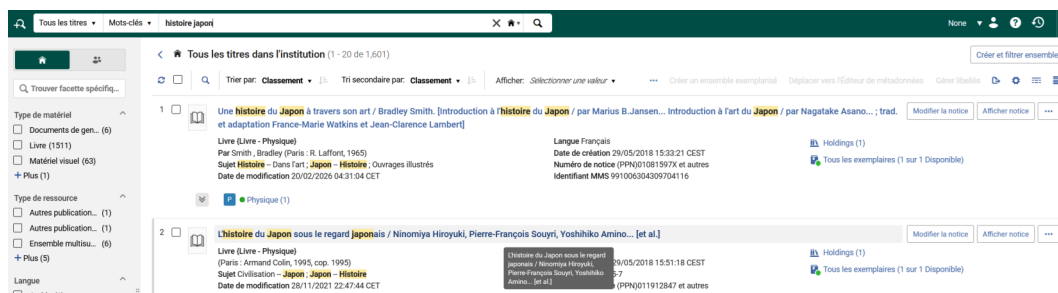 Tous les titres Mots-clés histoire japon None
Tous les titres dans l'institution (1 - 20 de 1,601) Créer et filtrer ensemble
Trouver facette spécifiq... Trier par: Classement Tri secondaire par: Classement Afficher: Sélectionner une valeur Créer un ensemble exemplarisé Déplacer vers l'Éditeur de métadonnées Gérer libellés
Type de matériel
Documents de gen... (6)
Livre (1511)
Matériel visuel (63)
+ Plus (1)
Type de ressource
Autres publication... (1)
Autres publication... (1)
Ensemble multisu... (6)
+ Plus (5)
Langue
1 Une histoire du Japon à travers son art / Bradley Smith. [Introduction à l'histoire du Japon / par Marius B.Jansen... Introduction à l'art du Japon / par Nagatake Asano... ; trad. Modifier la notice Afficher notice
et adaptation France-Marie Watkins et Jean-Clarence Lambert]
Livre (Livre - Physique)
Par Smith , Bradley (Paris : R. Laffont, 1965)
Sujet Histoire -- Dans l'art ; Japon -- Histoire ; Ouvrages illustrés
Date de modification 20/02/2026 04:31:04 CET
Langue Français
Date de création 29/05/2018 15:33:21 CEST
Numéro de notice (PPN)01081597X et autres
Identifiant MMS 991006304309704116
Holdings (1)
Tous les exemplaires (1 sur 1 Disponible)
P Physique (1)
2 L'histoire du Japon sous le regard japonais / Ninomiya Hiroyuki, Pierre-François Souyri, Yoshihiko Amino... [et al.] Modifier la notice Afficher notice
Livre (Livre - Physique)
(Paris : Armand Colin, 1995, cop. 1995)
Sujet Civilisation -- Japon ; Japon -- Histoire
Date de modification 28/11/2021 22:47:44 CET
L'histoire du Japon sous le regard
japonais / Ninomiya Hiroyuki,
Pierre-François Souyri, Yoshihiko
Amino... [et al.]
29/05/2018 15:51:18 CEST
5-7
(PPN)011912847 et autres
Holdings (1)
Tous les exemplaires (1 sur 1 Disponible)